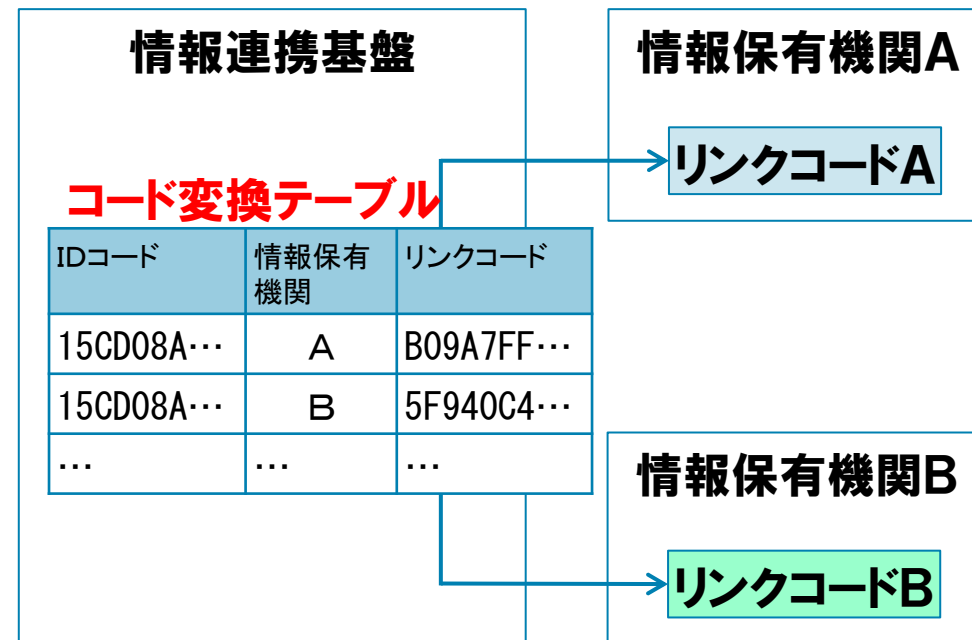 情報連携基盤
コード変換テーブル
IDコード 情報保有 リンクコード
機関
15CD08A… A B09A7FF…
15CD08A… B 5F940C4…
… … …
情報保有機関A
リンクコードA
情報保有機関B
リンクコードB